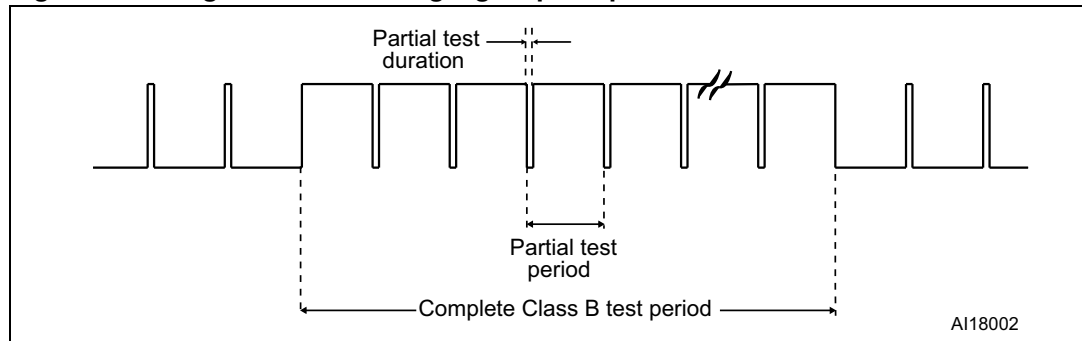 Partial test
duration
Partial test
period
Complete Class B test period
AI18002